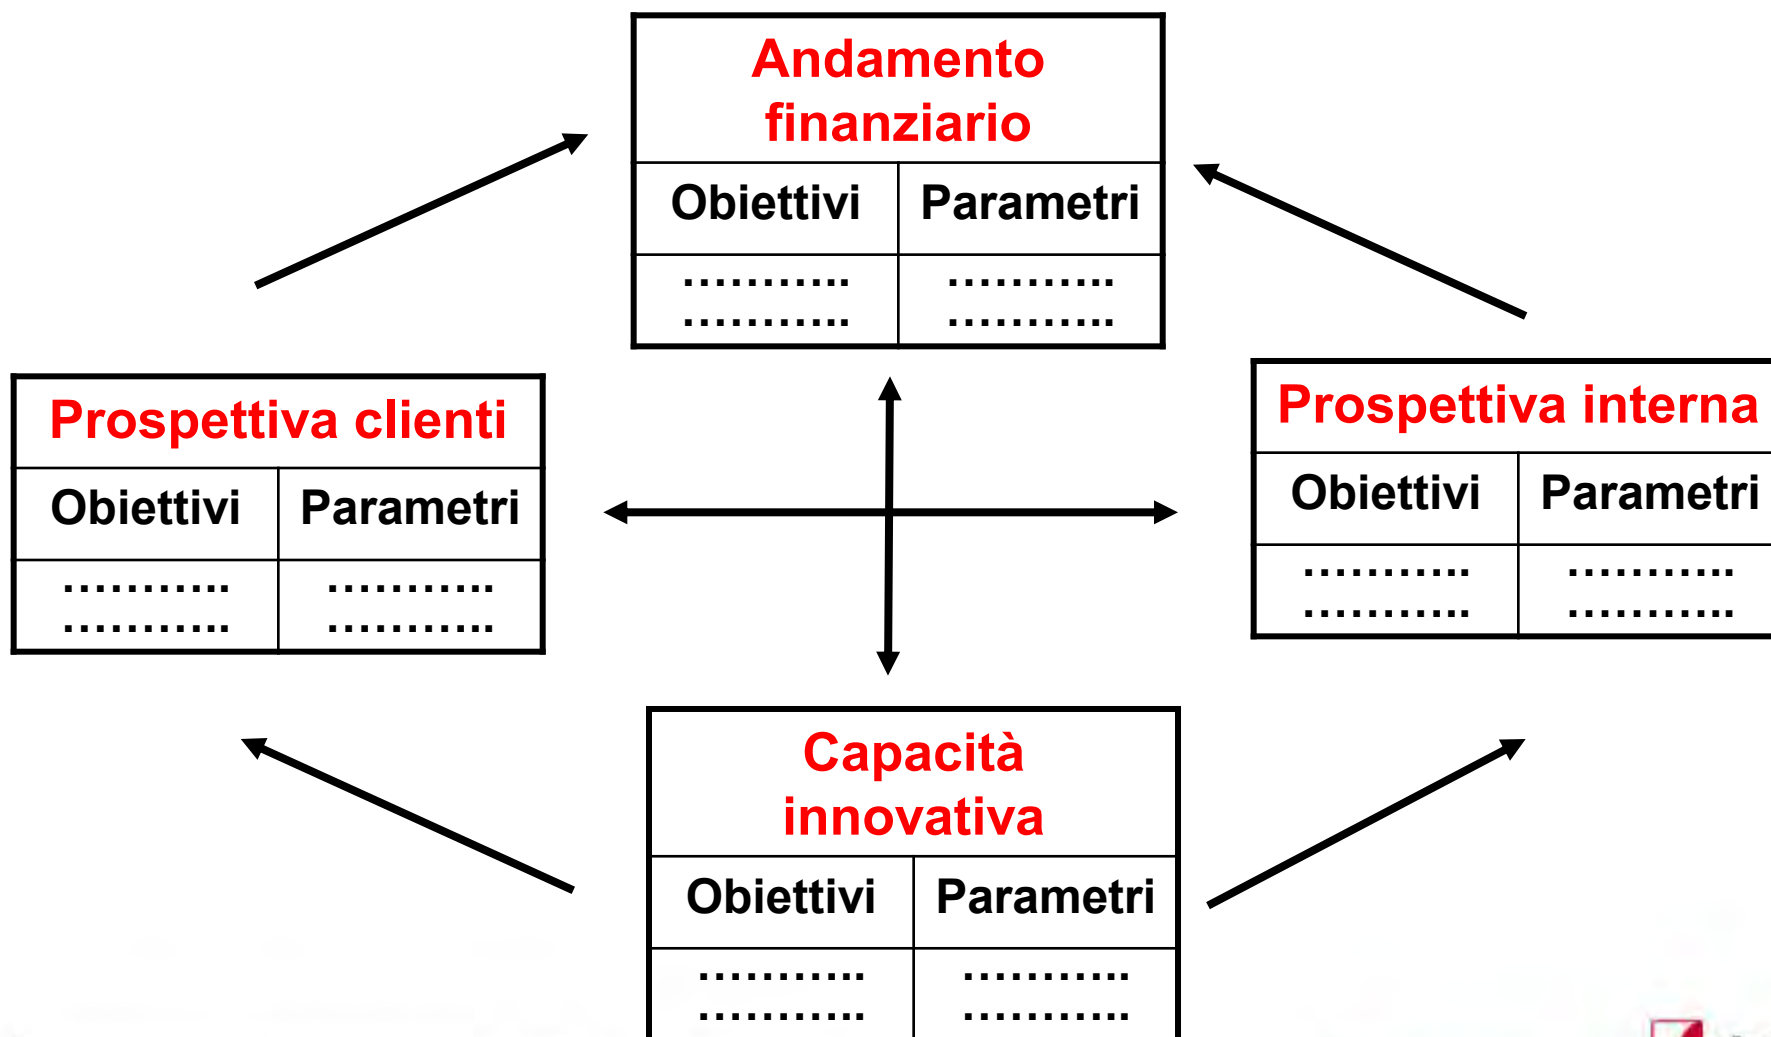 Andamento
finanziario
Obiettivi Parametri
……….. ………..
……….. ………..
Prospettiva clienti
Obiettivi Parametri
……….. ………..
……….. ………..
Prospettiva interna
Obiettivi Parametri
……….. ………..
……….. ………..
Capacità
innovativa
Obiettivi Parametri
……….. ………..
……….. ………..